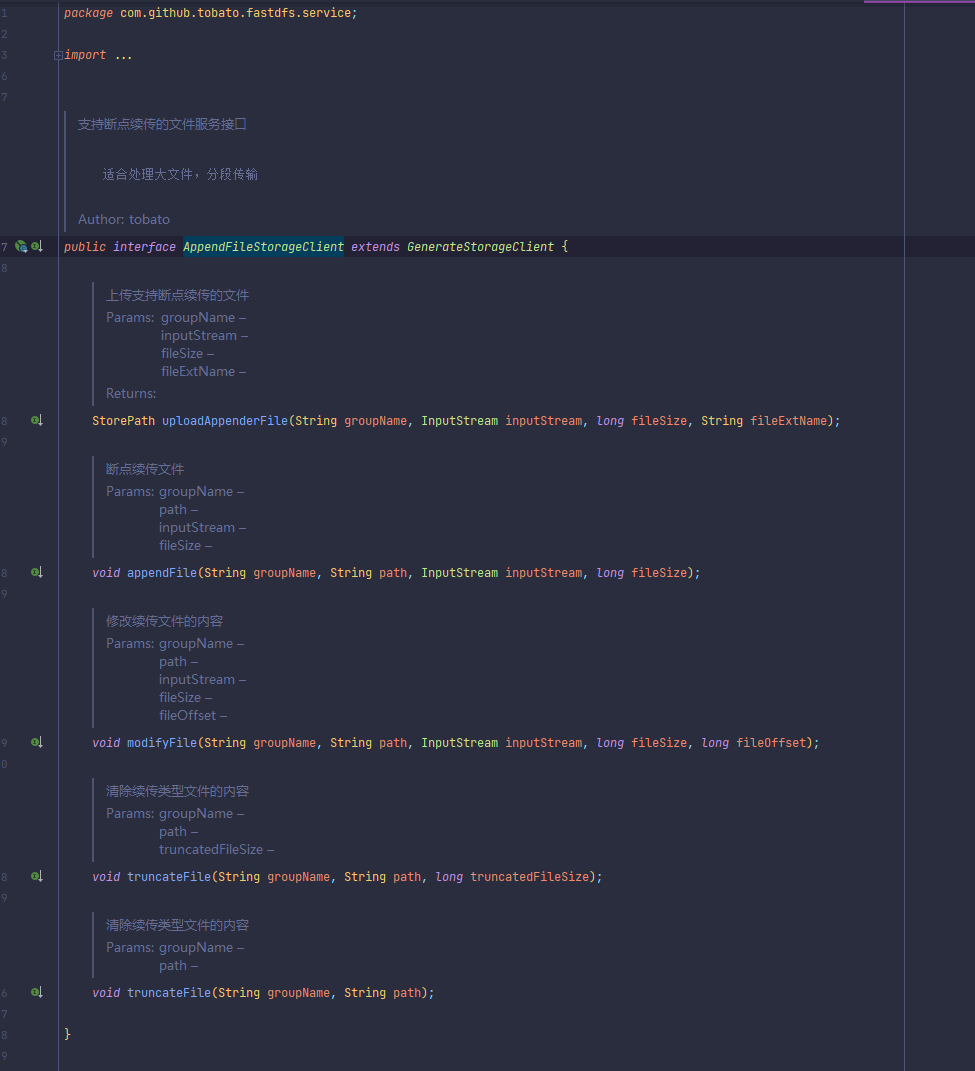 1 package com.github.tobato.fastdfs.service;
2
3 import ...
6
7
支持断点续传的文件服务接口
适合处理大文件，分段传输
Author: tobato
7 public interface AppendFileStorageClient extends GenerateStorageClient {
8
上传支持断点续传的文件
Params: groupName –
inputStream –
fileSize –
fileExtName –
Returns:
8 StorePath uploadAppenderFile(String groupName, InputStream inputStream, long fileSize, String fileExtName);
9
断点续传文件
Params: groupName –
path –
inputStream –
fileSize –
8 void appendFile(String groupName, String path, InputStream inputStream, long fileSize);
9
修改续传文件的内容
Params: groupName –
path –
inputStream –
fileSize –
fileOffset –
9 void modifyFile(String groupName, String path, InputStream inputStream, long fileSize, long fileOffset);
0
清除续传类型文件的内容
Params: groupName –
path –
truncatedFileSize –
8 void truncateFile(String groupName, String path, long truncatedFileSize);
9
清除续传类型文件的内容
Params: groupName –
path –
6 void truncateFile(String groupName, String path);
7
8 }
9